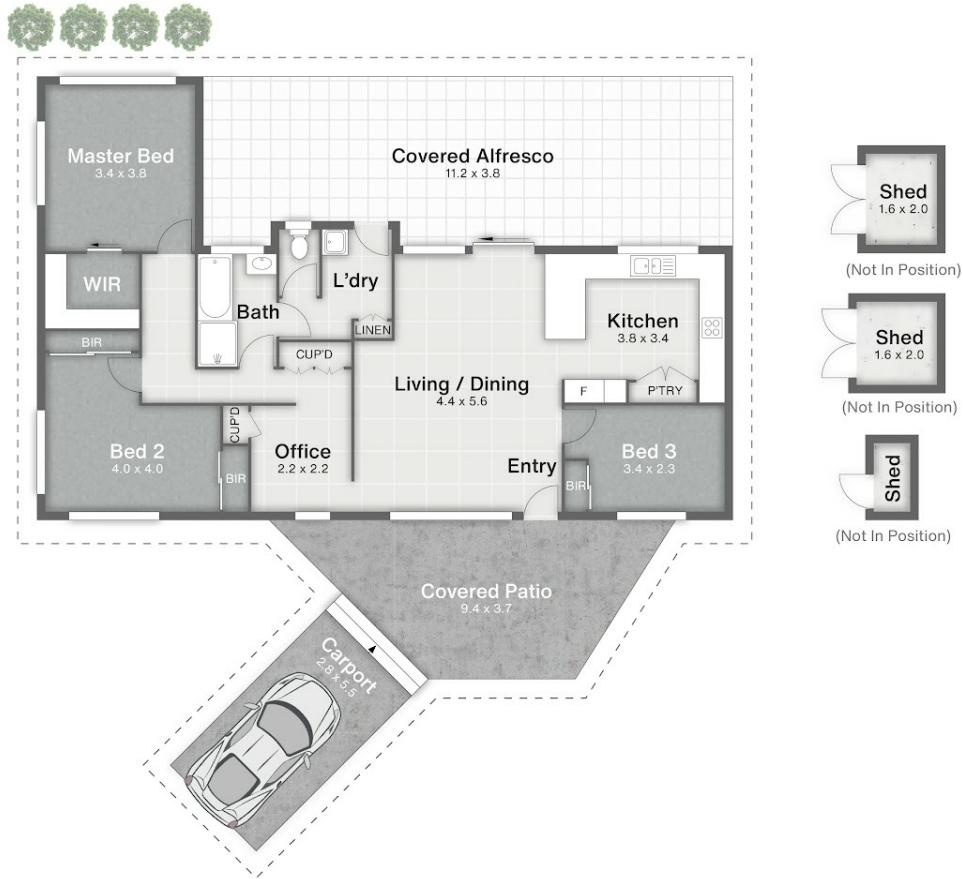 Master Bed
3.4 x 3.8
Covered Alfresco
11.2 x 3.8
Shed
1.6 x 2.0
(Not In Position)
WIR
Bath
L'dry
LINEN
BIR
CUP'D
Kitchen
3.8 x 3.4
F
P'TRY
Shed
1.6 x 2.0
(Not In Position)
Living / Dining
4.4 x 5.6
Bed 2
4.0 x 4.0
CUP'D
BIR
Office
2.2 x 2.2
Entry
BIR
Bed 3
3.4 x 2.3
Shed
(Not In Position)
Covered Patio
9.4 x 3.7
Carport
2.8 x 5.5